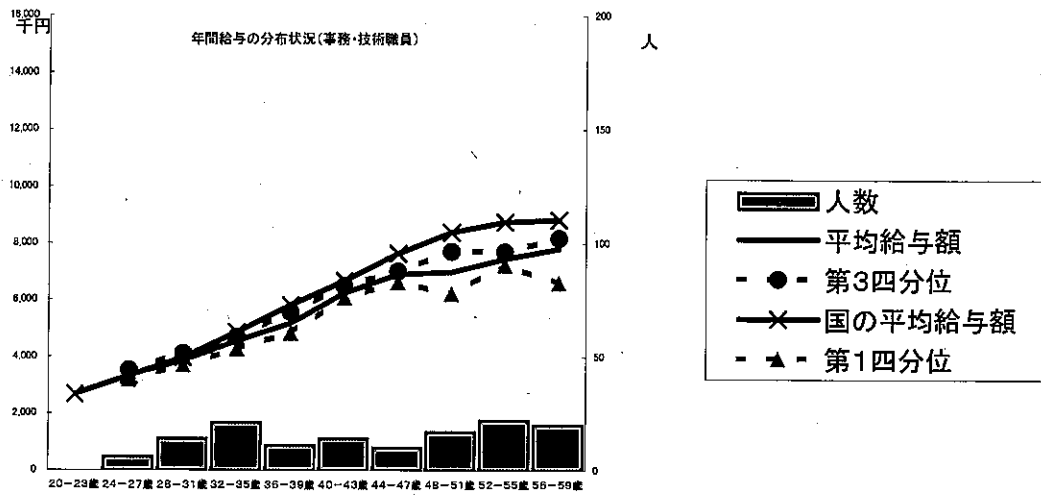 16,000
千円
年間給与の分布状況(事務・技術職員)
14,000
12,000
10,000
8,000
6,000
4,000
2,000
0
200
人
150
100
50
0
20-23歳 24-27歳 28-31歳 32-35歳 36-39歳 40-43歳 44-47歳 48-51歳 52-55歳 56-59歳
人数
平均給与額
第3四分位
国の平均給与額
第1四分位